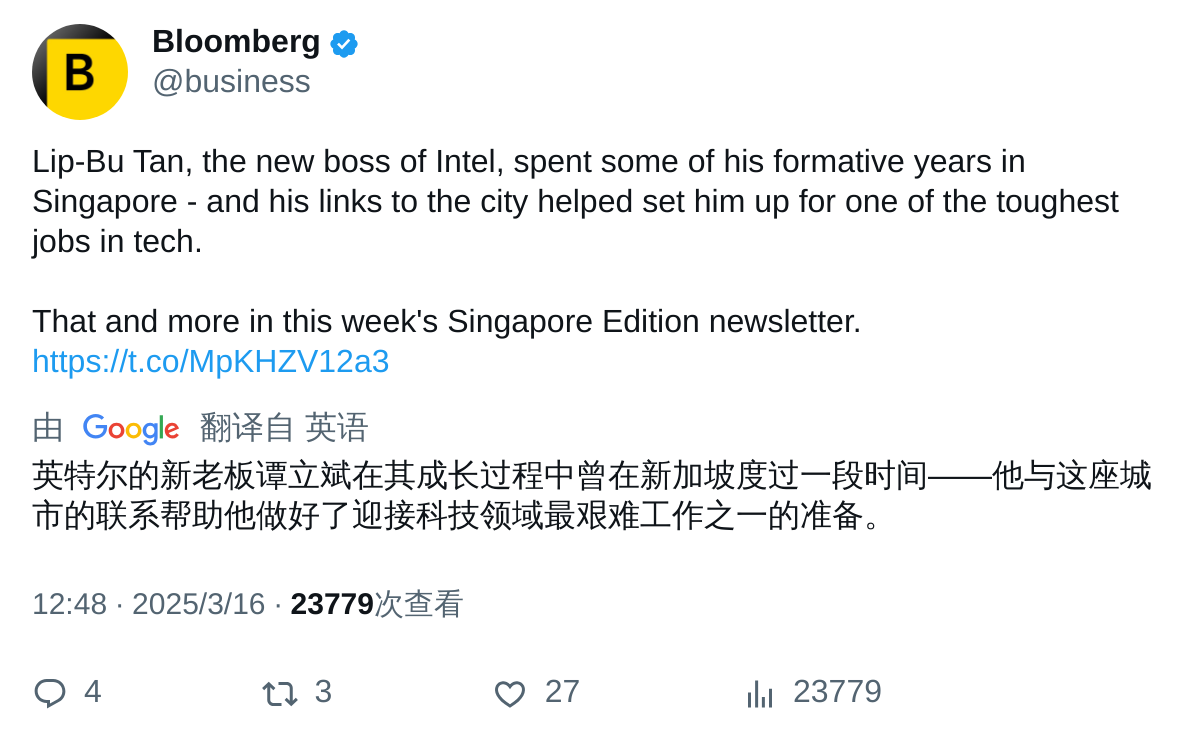 B
Bloomberg
@business
Lip-Bu Tan, the new boss of Intel, spent some of his formative years in
Singapore - and his links to the city helped set him up for one of the toughest
jobs in tech.
That and more in this week's Singapore Edition newsletter.
https://t.co/MpKHZV12a3
由 Google 翻译自 英语
英特尔的新老板谭立斌在其成长过程中曾在新加坡度过一段时间——他与这座城
市的联系帮助他做好了迎接科技领域最艰难工作之一的准备。
12:48 · 2025/3/16 · 23779次查看
4 3 27 23779